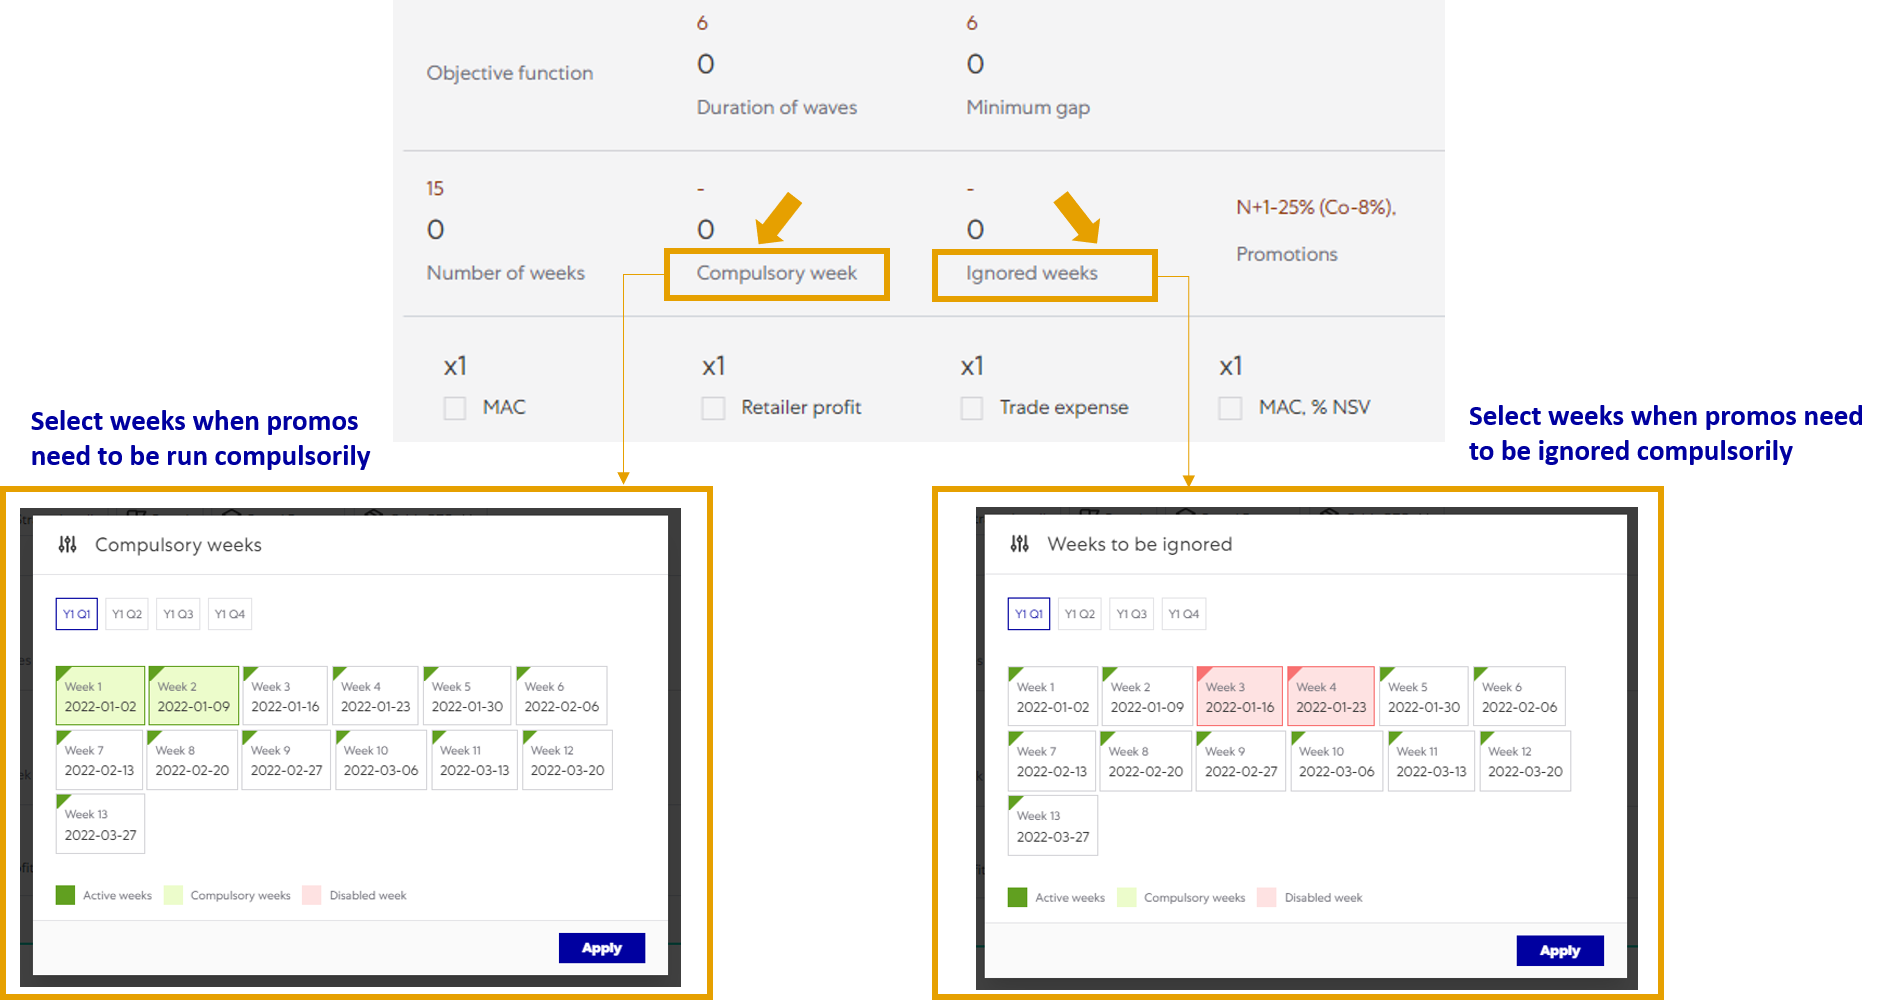 6 6
0 0
Objective function
Duration of waves Minimum gap
15 - -
N+1-25% (Co-8%),
0 0 0
Promotions
Number of weeks Compulsory week Ignored weeks
x1 x1 x1 x1
MAC Retailer profit Trade expense MAC, % NSV
Select weeks when promos
need to be run compulsorily
Select weeks when promos need
to be ignored compulsorily
Compulsory weeks
Y1 Q1 Y1 Q2 Y1 Q3 Y1 Q4
Week 1 Week 2 Week 3 Week 4 Week 5 Week 6
2022-01-02 2022-01-09 2022-01-16 2022-01-23 2022-01-30 2022-02-06
Week 7 Week 8 Week 9 Week 10 Week 11 Week 12
2022-02-13 2022-02-20 2022-02-27 2022-03-06 2022-03-13 2022-03-20
Week 13
2022-03-27
Active weeks Compulsory weeks Disabled week
Apply
Weeks to be ignored
Y1 Q1 Y1 Q2 Y1 Q3 Y1 Q4
Week 1 Week 2 Week 3 Week 4 Week 5 Week 6
2022-01-02 2022-01-09 2022-01-16 2022-01-23 2022-01-30 2022-02-06
Week 7 Week 8 Week 9 Week 10 Week 11 Week 12
2022-02-13 2022-02-20 2022-02-27 2022-03-06 2022-03-13 2022-03-20
Week 13
2022-03-27
Active weeks Compulsory weeks Disabled week
Apply